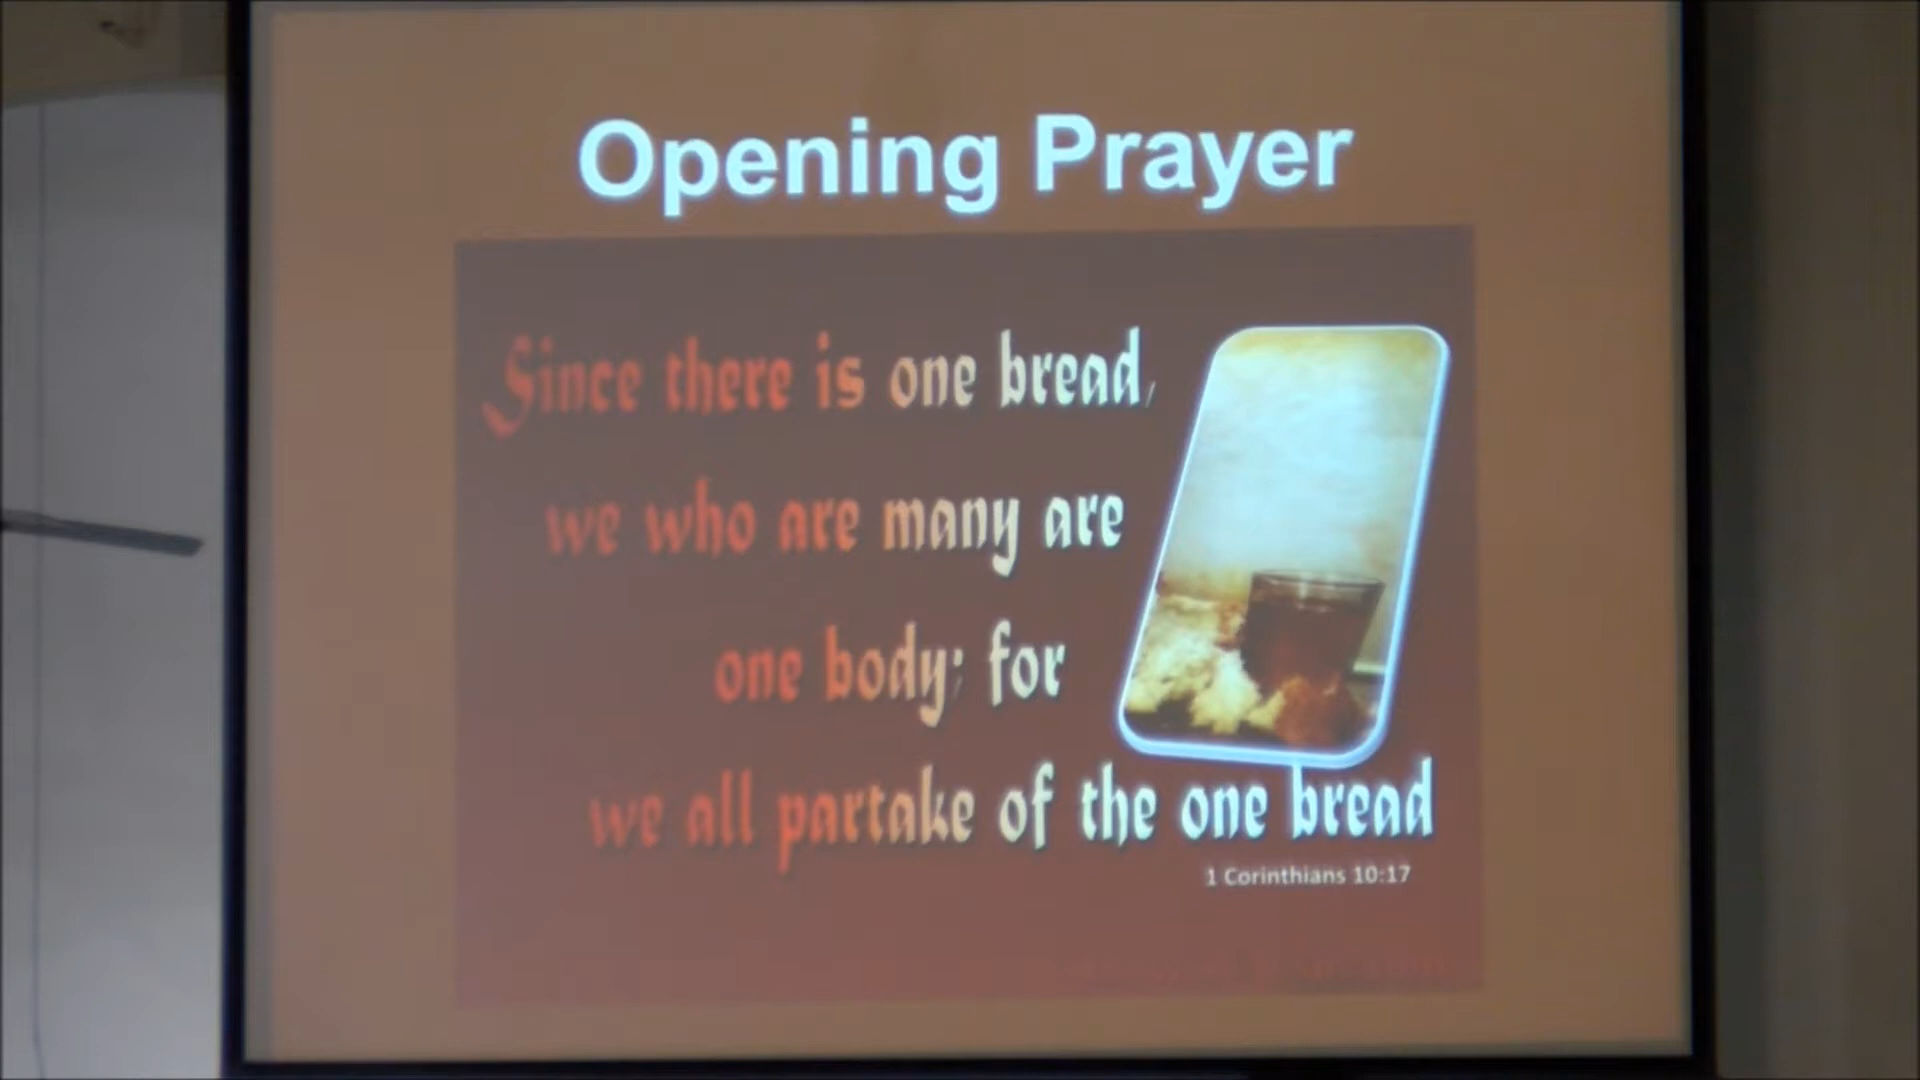 Opening Prayer
Since there is one bread,
we who are many are
one body; for
we all partake of the one bread
1 Corinthians 10:17